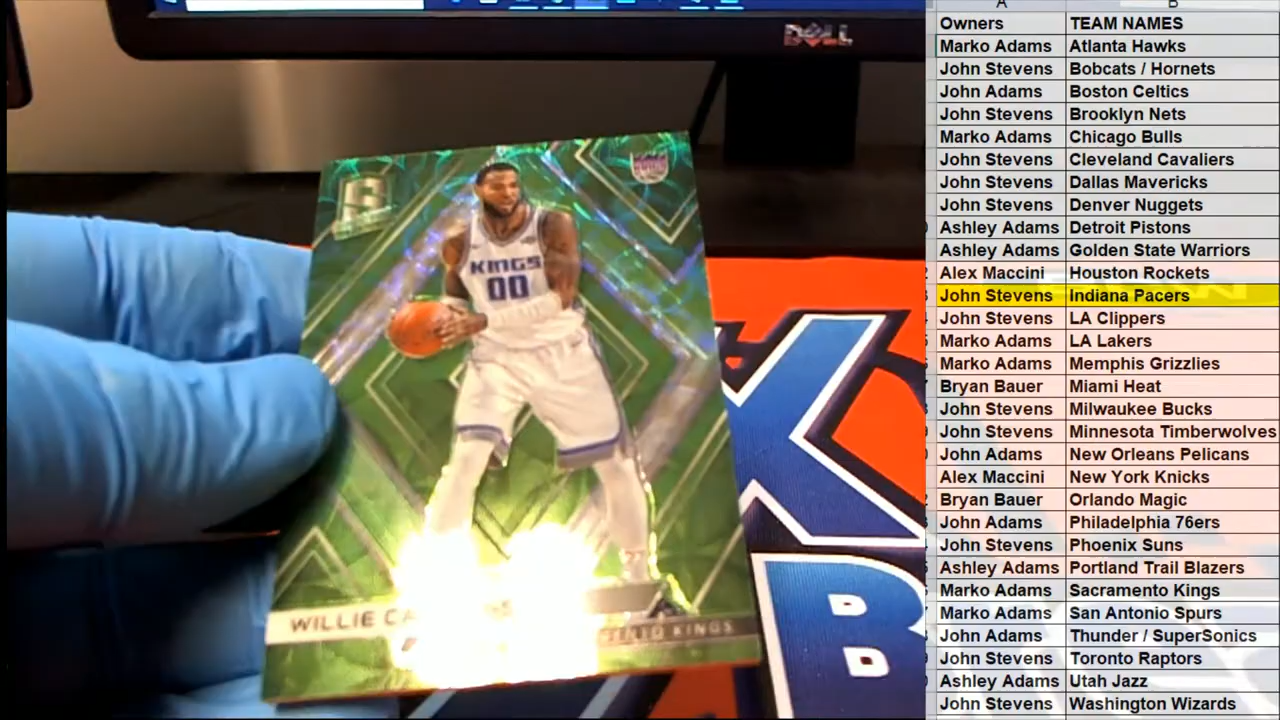 DELL
KINGS
KINGS
00
WILLIE
KINGS
K
B
A B
Owners TEAM NAMES
Marko Adams Atlanta Hawks
John Stevens Bobcats / Hornets
John Adams Boston Celtics
John Stevens Brooklyn Nets
Marko Adams Chicago Bulls
John Stevens Cleveland Cavaliers
John Stevens Dallas Mavericks
John Stevens Denver Nuggets
Ashley Adams Detroit Pistons
Ashley Adams Golden State Warriors
Alex Maccini Houston Rockets
John Stevens Indiana Pacers
John Stevens LA Clippers
Marko Adams LA Lakers
Marko Adams Memphis Grizzlies
Bryan Bauer Miami Heat
John Stevens Milwaukee Bucks
John Stevens Minnesota Timberwolves
John Adams New Orleans Pelicans
Alex Maccini New York Knicks
Bryan Bauer Orlando Magic
John Adams Philadelphia 76ers
John Stevens Phoenix Suns
Ashley Adams Portland Trail Blazers
Marko Adams Sacramento Kings
Marko Adams San Antonio Spurs
John Adams Thunder / SuperSonics
John Stevens Toronto Raptors
Ashley Adams Utah Jazz
John Stevens Washington Wizards